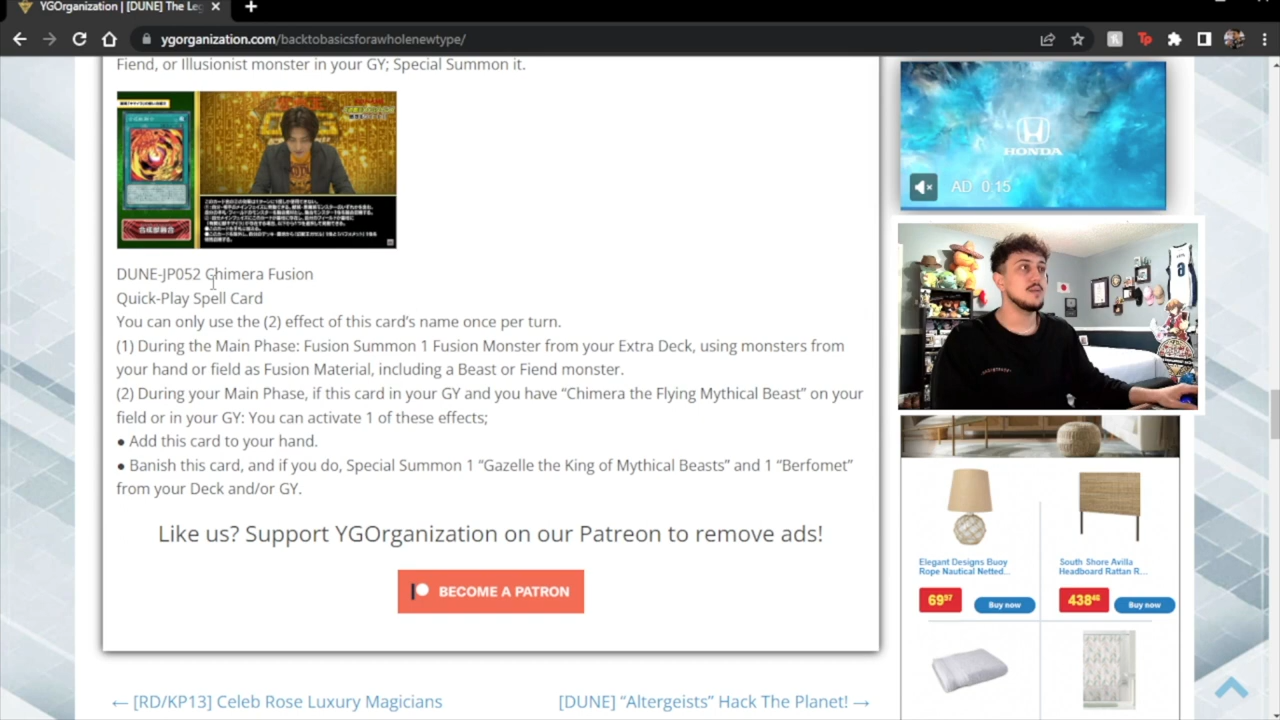 YGOrganization | [DUNE] The Leg
ygorganization.com/backtobasicsforawholenewtype/
Fiend, or Illusionist monster in your GY; Special Summon it.
DUNE-JP052 Chimera Fusion
Quick-Play Spell Card
You can only use the (2) effect of this card's name once per turn.
(1) During the Main Phase: Fusion Summon 1 Fusion Monster from your Extra Deck, using monsters from
your hand or field as Fusion Material, including a Beast or Fiend monster.
(2) During your Main Phase, if this card in your GY and you have “Chimera the Flying Mythical Beast” on your
field or in your GY: You can activate 1 of these effects;
● Add this card to your hand.
● Banish this card, and if you do, Special Summon 1 “Gazelle the King of Mythical Beasts” and 1 “Berfomet”
from your Deck and/or GY.
Like us? Support YGOrganization on our Patreon to remove ads!
BECOME A PATRON
← [RD/KP13] Celeb Rose Luxury Magicians
[DUNE] “Altergeists” Hack The Planet! →
HONDA
AD 0:15
Elegant Designs Buoy
Rope Nautical Netted...
69⁹⁷
Buy now
South Shore Avilla
Headboard Rattan R...
438⁴⁶
Buy now